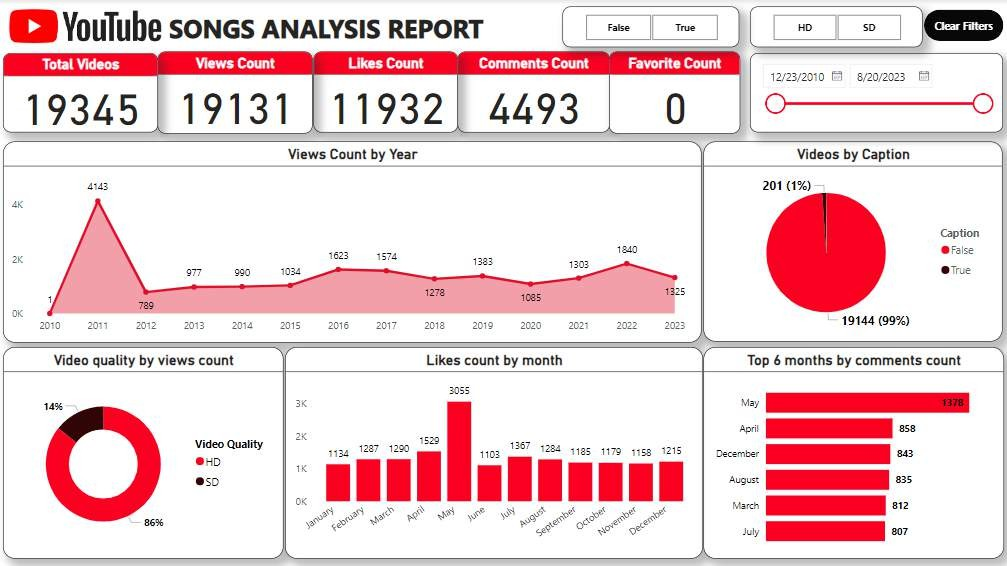 YouTube SONGS ANALYSIS REPORT
False True
HD SD
Clear Filters
Total Videos
19345
Views Count
19131
Likes Count
11932
Comments Count
4493
Favorite Count
0
12/23/2010 8/20/2023
Views Count by Year
4K
2K
0K
1
4143
789
977
990
1034
1623
1574
1278
1383
1085
1303
1840
1325
2010 2011 2012 2013 2014 2015 2016 2017 2018 2019 2020 2021 2022 2023
Videos by Caption
201 (1%)
19144 (99%)
Caption
False
True
Video quality by views count
14%
86%
Video Quality
HD
SD
Likes count by month
3K
2K
1K
0K
1134 1287 1290 1529 3055 1103 1367 1284 1185 1179 1158 1215
January February March April May June July August September October November December
Top 6 months by comments count
May 1378
April 858
December 843
August 835
March 812
July 807